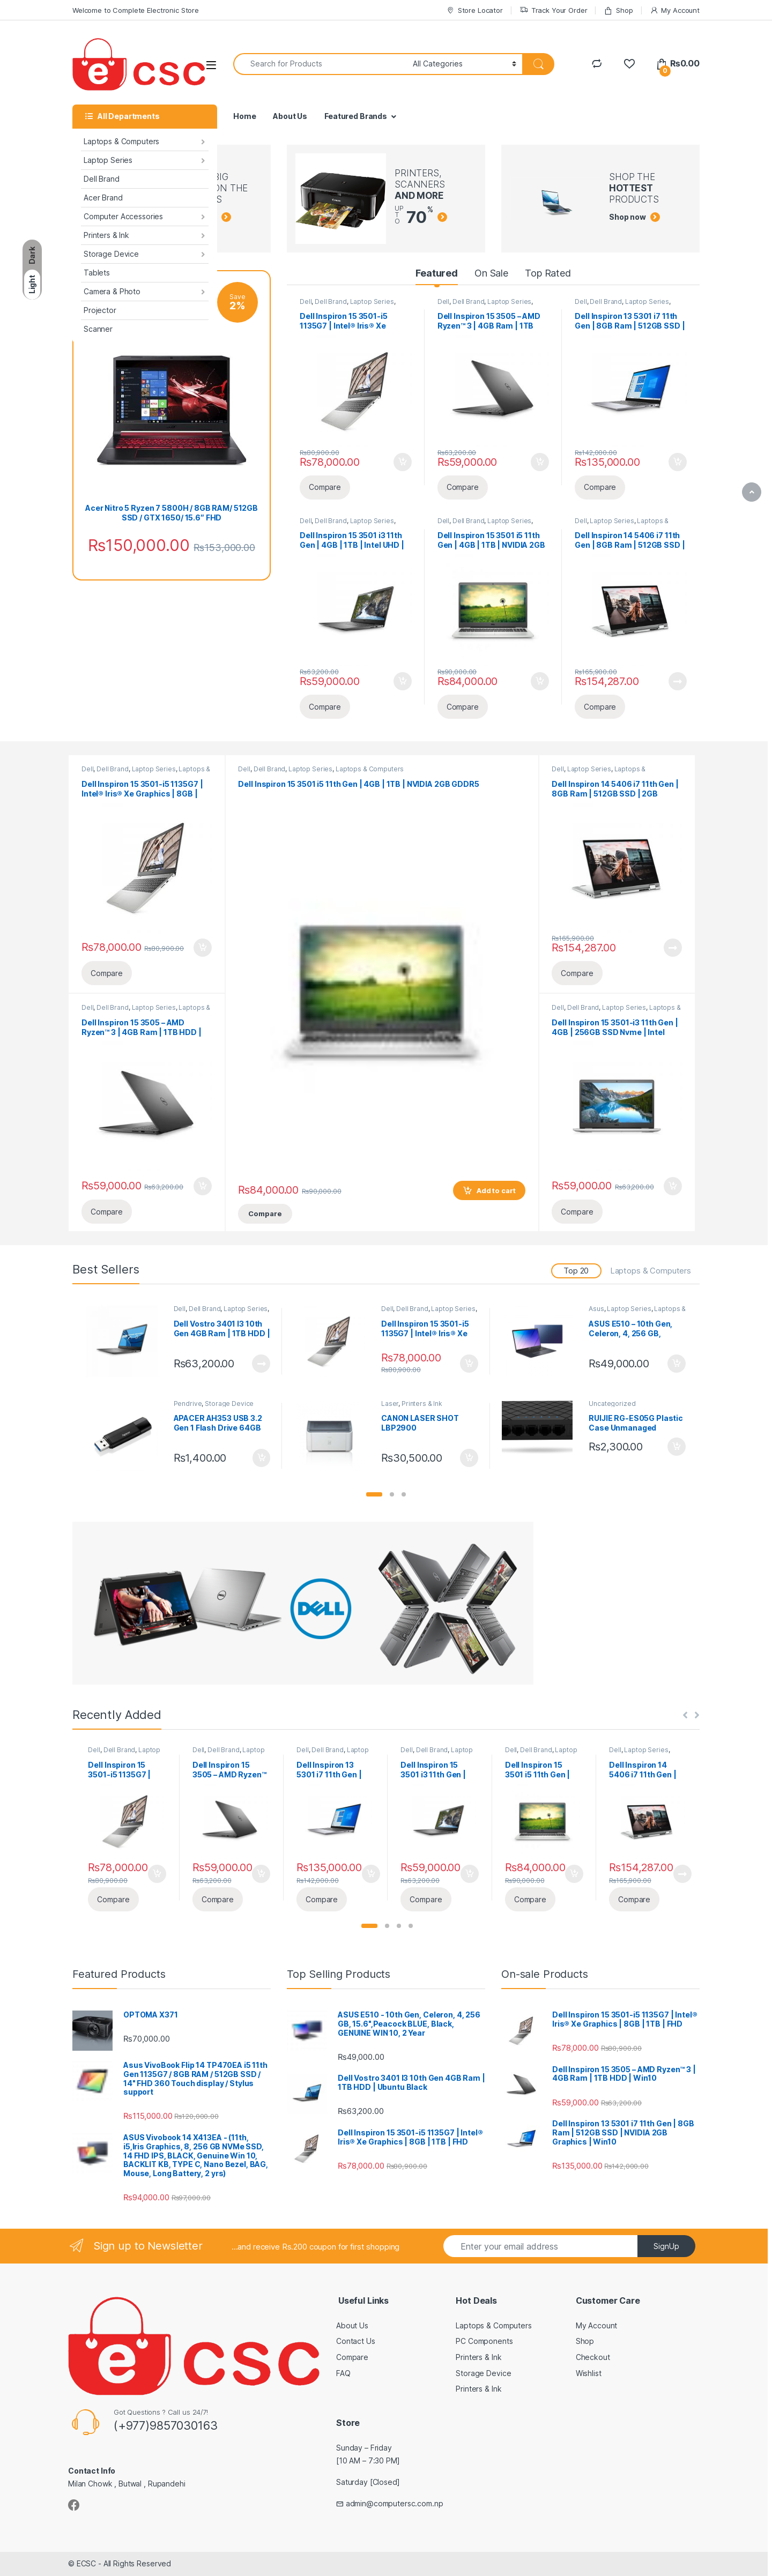 Welcome to Complete Electronic Store
Store Locator
Track Your Order
Shop
My Account
e csc
Search for Products
All Categories
0
₨0.00
All Departments
Home
About Us
Featured Brands
Laptops & Computers
Laptop Series
Dell Brand
Acer Brand
Computer Accessories
Printers & Ink
Storage Device
Tablets
Camera & Photo
Projector
Scanner
Dark
Light
BIG
ON THE
S
PRINTERS,
SCANNERS
AND MORE
UP TO
70%
SHOP THE
HOTTEST
PRODUCTS
Shop now
Save
2%
Acer Nitro 5 Ryzen 7 5800H / 8GB RAM/ 512GB
SSD / GTX 1650/ 15.6″ FHD
₨150,000.00 ₨153,000.00
Featured
On Sale
Top Rated
Dell, Dell Brand, Laptop Series,
Dell Inspiron 15 3501-i5
1135G7 | Intel® Iris® Xe
₨80,900.00
₨78,000.00
Compare
Dell, Dell Brand, Laptop Series,
Dell Inspiron 15 3505 – AMD
Ryzen™ 3 | 4GB Ram | 1TB
₨63,200.00
₨59,000.00
Compare
Dell, Dell Brand, Laptop Series,
Dell Inspiron 13 5301 i7 11th
Gen | 8GB Ram | 512GB SSD |
₨142,000.00
₨135,000.00
Compare
Dell, Dell Brand, Laptop Series,
Dell Inspiron 15 3501 i3 11th
Gen | 4GB | 1TB | Intel UHD |
₨63,200.00
₨59,000.00
Compare
Dell, Dell Brand, Laptop Series,
Dell Inspiron 15 3501 i5 11th
Gen | 4GB | 1TB | NVIDIA 2GB
₨90,000.00
₨84,000.00
Compare
Dell, Laptop Series, Laptops &
Dell Inspiron 14 5406 i7 11th
Gen | 8GB Ram | 512GB SSD |
₨165,900.00
₨154,287.00
Compare
Dell, Dell Brand, Laptop Series, Laptops &
Dell Inspiron 15 3501-i5 1135G7 |
Intel® Iris® Xe Graphics | 8GB |
₨78,000.00 ₨80,900.00
Compare
Dell, Dell Brand, Laptop Series, Laptops &
Dell Inspiron 15 3505 – AMD
Ryzen™ 3 | 4GB Ram | 1TB HDD |
₨59,000.00 ₨63,200.00
Compare
Dell, Dell Brand, Laptop Series, Laptops & Computers
Dell Inspiron 15 3501 i5 11th Gen | 4GB | 1TB | NVIDIA 2GB GDDR5
₨84,000.00 ₨90,000.00
Add to cart
Compare
Dell, Laptop Series, Laptops &
Dell Inspiron 14 5406 i7 11th Gen |
8GB Ram | 512GB SSD | 2GB
₨165,900.00
₨154,287.00
Compare
Dell, Dell Brand, Laptop Series, Laptops &
Dell Inspiron 15 3501-i3 11th Gen |
4GB | 256GB SSD Nvme | Intel
₨59,000.00 ₨63,200.00
Compare
Best Sellers
Top 20
Laptops & Computers
Dell, Dell Brand, Laptop Series,
Dell Vostro 3401 I3 10th
Gen 4GB Ram | 1TB HDD |
₨63,200.00
Dell, Dell Brand, Laptop Series,
Dell Inspiron 15 3501-i5
1135G7 | Intel® Iris® Xe
₨78,000.00
₨80,900.00
Asus, Laptop Series, Laptops &
ASUS E510 – 10th Gen,
Celeron, 4, 256 GB,
₨49,000.00
Pendrive, Storage Device
APACER AH353 USB 3.2
Gen 1 Flash Drive 64GB
₨1,400.00
Laser, Printers & Ink
CANON LASER SHOT
LBP2900
₨30,500.00
Uncategorized
RUIJIE RG-ES05G Plastic
Case Unmanaged
₨2,300.00
DELL
Recently Added
Dell, Dell Brand, Laptop
Dell Inspiron 15
3501-i5 1135G7 |
₨78,000.00
₨80,900.00
Compare
Dell, Dell Brand, Laptop
Dell Inspiron 15
3505 – AMD Ryzen™
₨59,000.00
₨63,200.00
Compare
Dell, Dell Brand, Laptop
Dell Inspiron 13
5301 i7 11th Gen |
₨135,000.00
₨142,000.00
Compare
Dell, Dell Brand, Laptop
Dell Inspiron 15
3501 i3 11th Gen |
₨59,000.00
₨63,200.00
Compare
Dell, Dell Brand, Laptop
Dell Inspiron 15
3501 i5 11th Gen |
₨84,000.00
₨90,000.00
Compare
Dell, Laptop Series,
Dell Inspiron 14
5406 i7 11th Gen |
₨154,287.00
₨165,900.00
Compare
Featured Products
OPTOMA X371
₨70,000.00
Asus VivoBook Flip 14 TP470EA i5 11th
Gen 1135G7 / 8GB RAM / 512GB SSD /
14" FHD 360 Touch display / Stylus
support
₨115,000.00 ₨120,000.00
ASUS Vivobook 14 X413EA - (11th,
i5,Iris Graphics, 8, 256 GB NVMe SSD,
14 FHD IPS, BLACK, Genuine Win 10,
BACKLIT KB, TYPE C, Nano Bezel, BAG,
Mouse, Long Battery, 2 yrs)
₨94,000.00 ₨97,000.00
Top Selling Products
ASUS E510 - 10th Gen, Celeron, 4, 256
GB, 15.6",Peacock BLUE, Black,
GENUINE WIN 10, 2 Year
₨49,000.00
Dell Vostro 3401 I3 10th Gen 4GB Ram |
1TB HDD | Ubuntu Black
₨63,200.00
Dell Inspiron 15 3501-i5 1135G7 | Intel®
Iris® Xe Graphics | 8GB | 1TB | FHD
₨78,000.00 ₨80,900.00
On-sale Products
Dell Inspiron 15 3501-i5 1135G7 | Intel®
Iris® Xe Graphics | 8GB | 1TB | FHD
₨78,000.00 ₨80,900.00
Dell Inspiron 15 3505 – AMD Ryzen™ 3 |
4GB Ram | 1TB HDD | Win10
₨59,000.00 ₨63,200.00
Dell Inspiron 13 5301 i7 11th Gen | 8GB
Ram | 512GB SSD | NVIDIA 2GB
Graphics | Win10
₨135,000.00 ₨142,000.00
Sign up to Newsletter
...and receive Rs.200 coupon for first shopping
Enter your email address
SignUp
e csc
Got Questions ? Call us 24/7!
(+977)9857030163
Contact Info
Milan Chowk , Butwal , Rupandehi
Useful Links
About Us
Contact Us
Compare
FAQ
Hot Deals
Laptops & Computers
PC Components
Printers & Ink
Storage Device
Printers & Ink
Customer Care
My Account
Shop
Checkout
Wishlist
Store
Sunday – Friday
[10 AM – 7:30 PM]
Saturday [Closed]
admin@computersc.com.np
© ECSC - All Rights Reserved